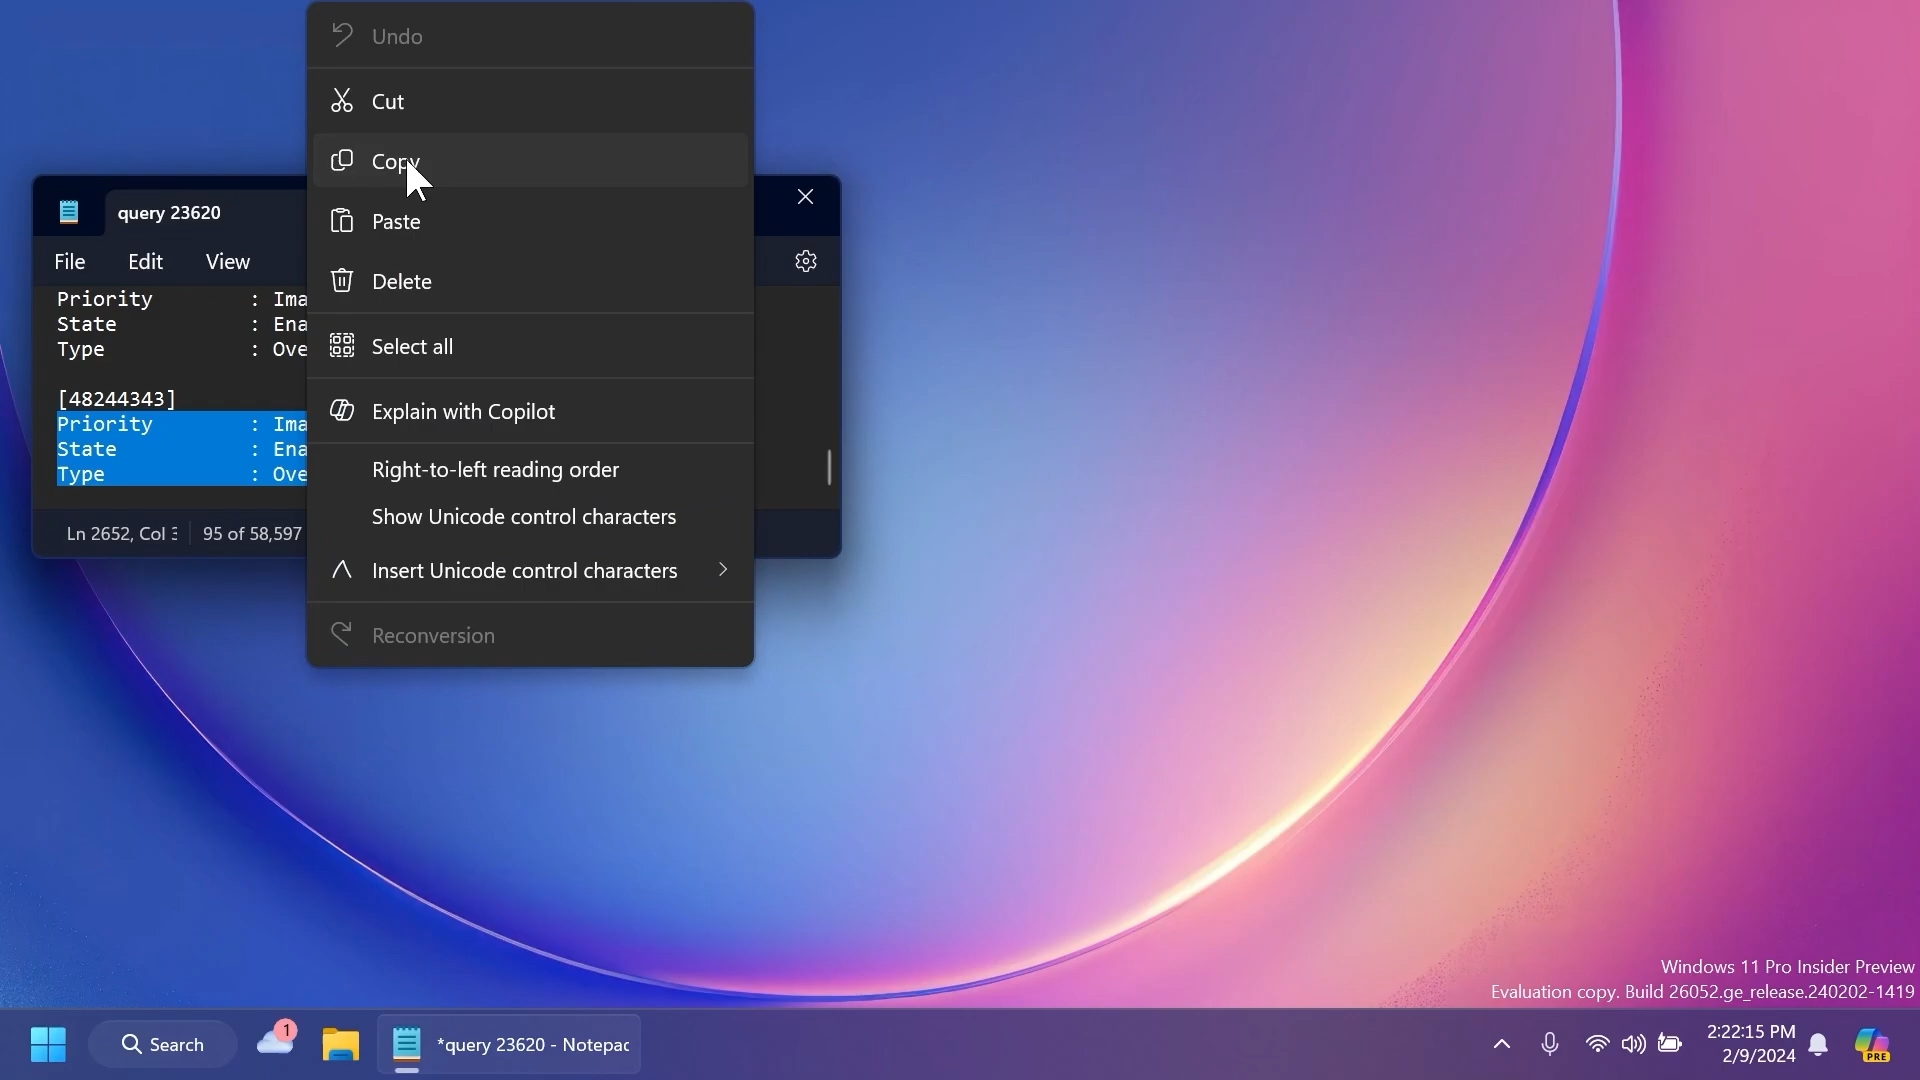 Undo
Cut
Copy
Paste
Delete
Select all
Explain with Copilot
Right-to-left reading order
Show Unicode control characters
Insert Unicode control characters
Reconversion
query 23620
File Edit View
Priority : Ima
State : Ena
Type : Ove
[48244343]
Priority : Ima
State : Ena
Type : Ove
Ln 2652, Col 3 95 of 58,597
Windows 11 Pro Insider Preview
Evaluation copy. Build 26052.ge_release.240202-1419
Search
1
*query 23620 - Notepad
2:22:15 PM
2/9/2024
PRE